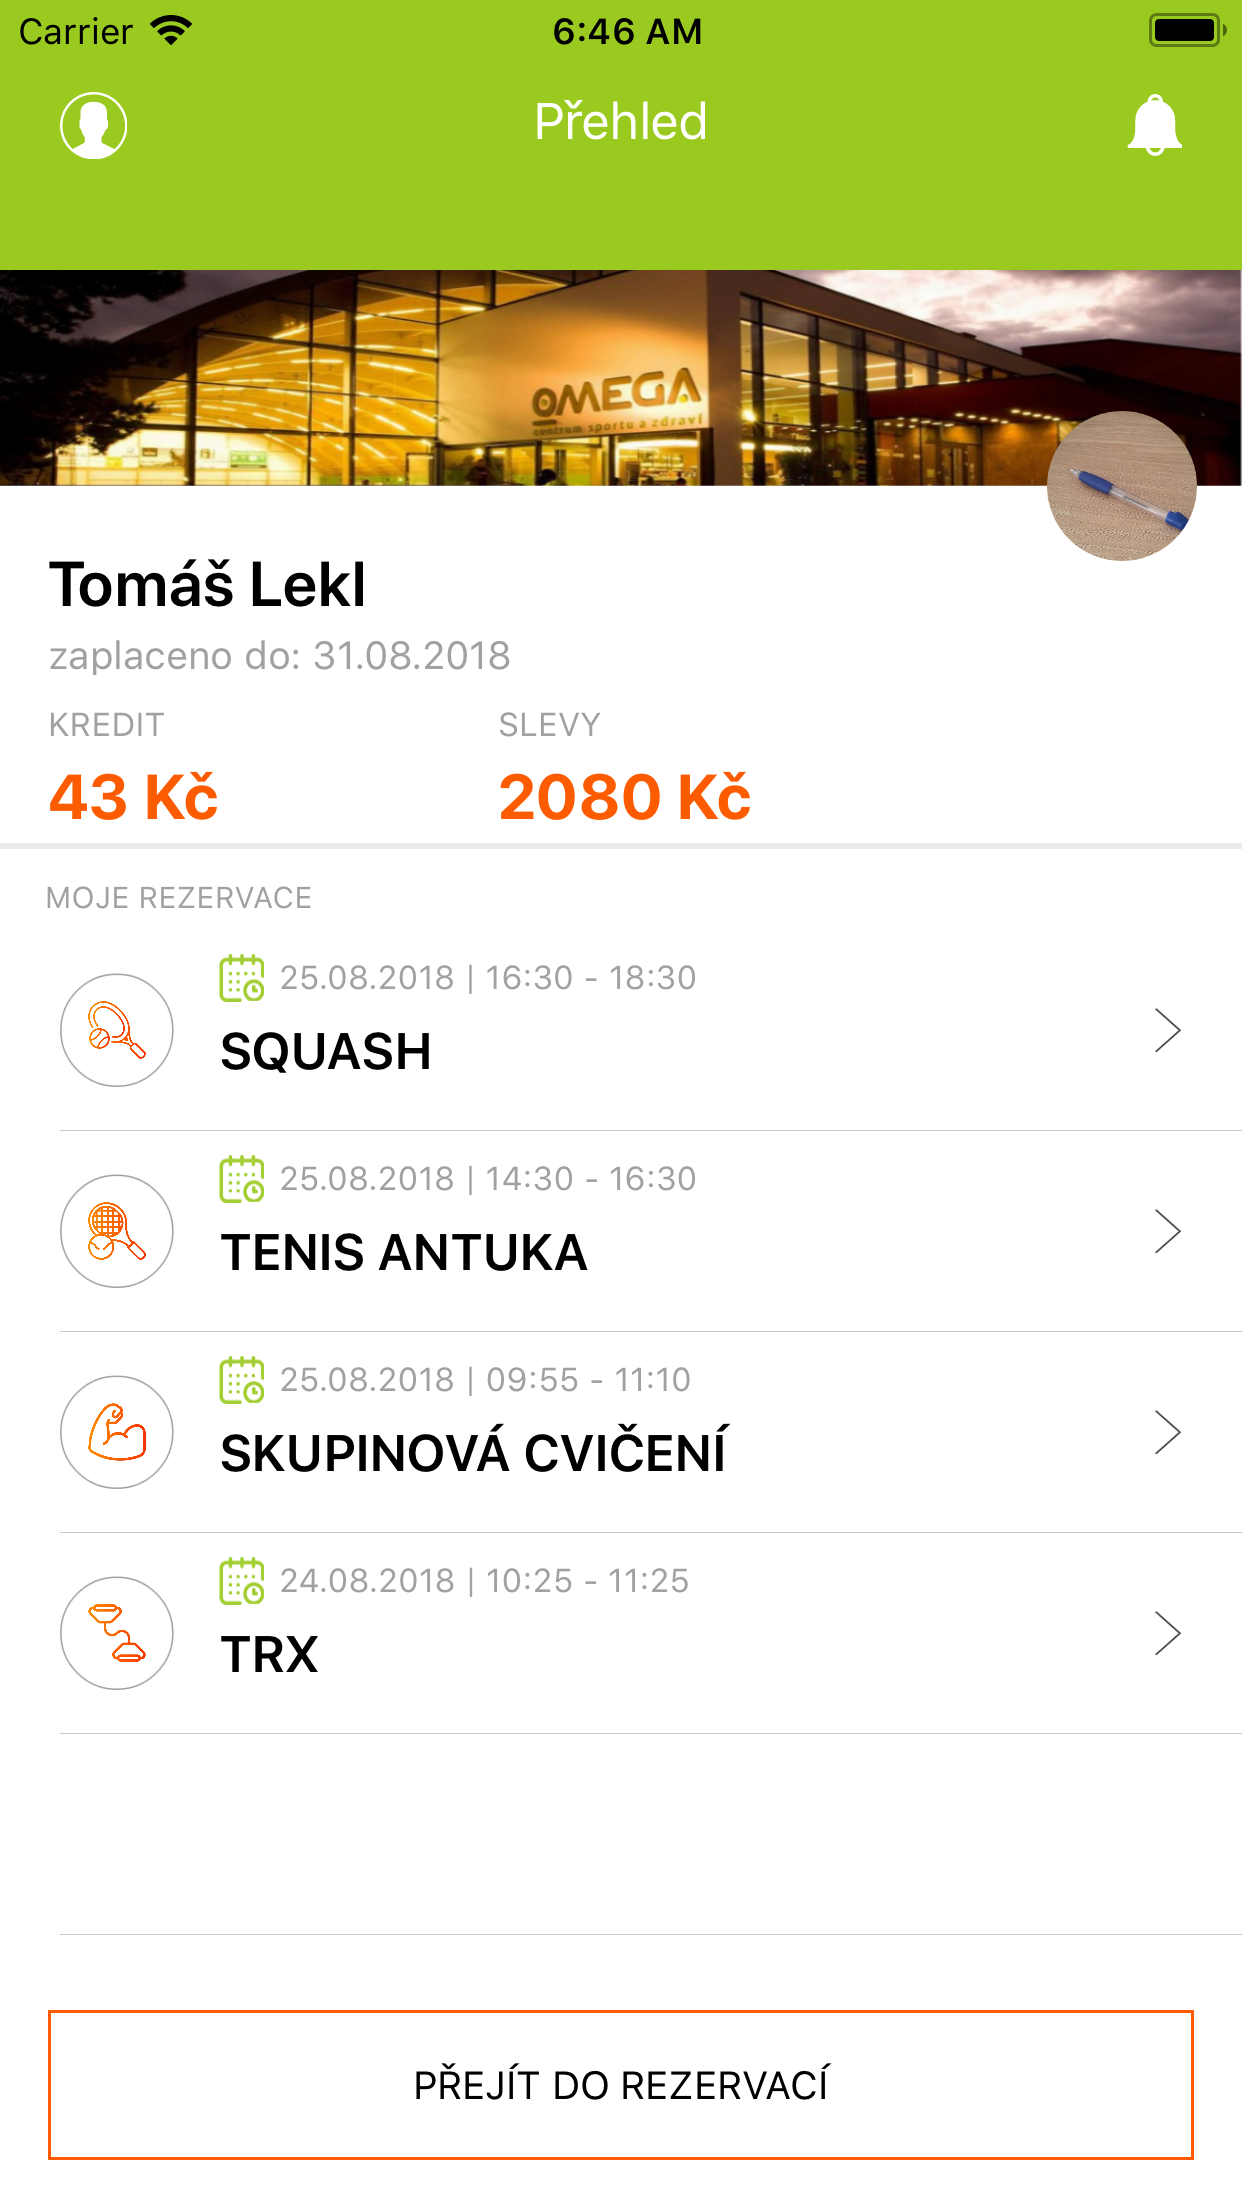 Carrier 6:46 AM
Přehled
OMEGA
centrum sportu a zdraví
Tomáš Lekl
zaplaceno do: 31.08.2018
KREDIT SLEVY
43 Kč 2080 Kč
MOJE REZERVACE
25.08.2018 | 16:30 - 18:30
SQUASH
25.08.2018 | 14:30 - 16:30
TENIS ANTUKA
25.08.2018 | 09:55 - 11:10
SKUPINOVÁ CVIČENÍ
24.08.2018 | 10:25 - 11:25
TRX
PŘEJÍT DO REZERVACÍ